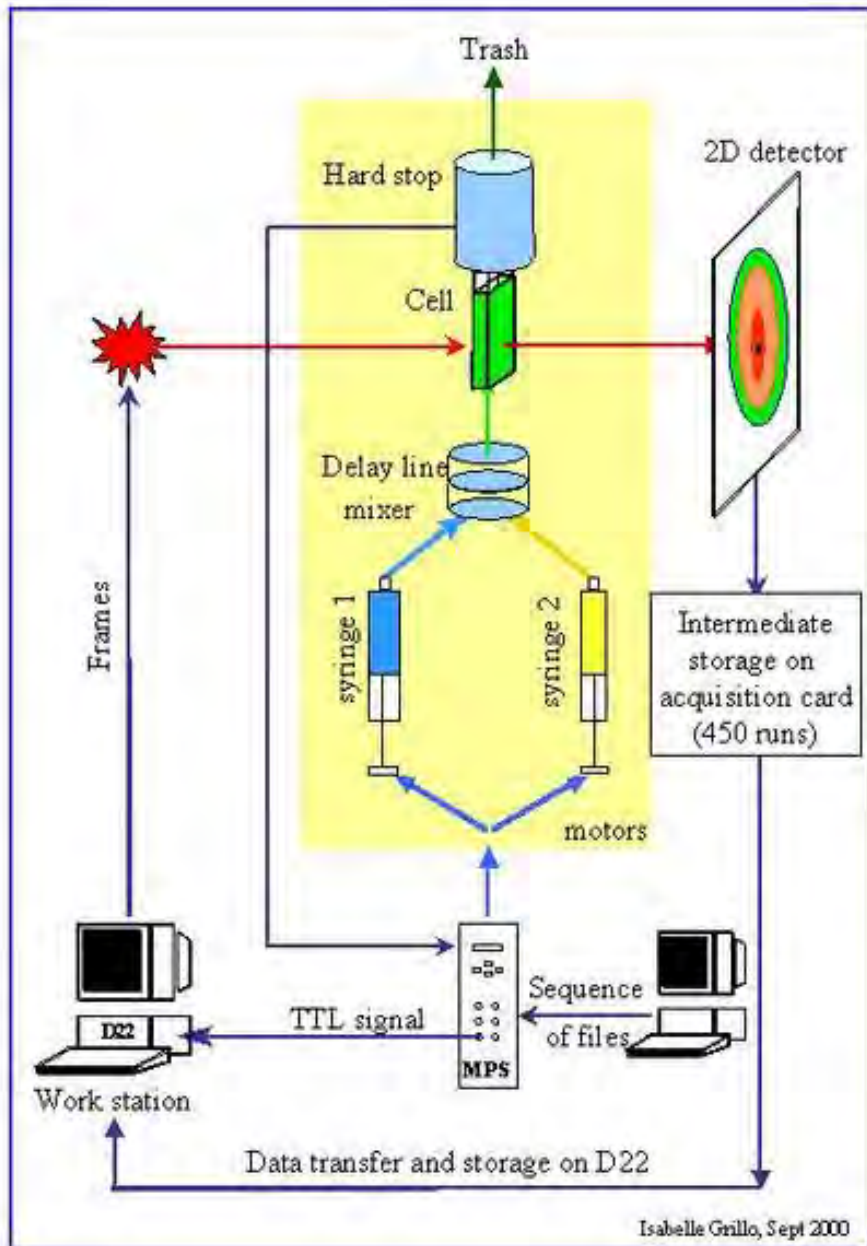 Trash
2D detector
Hard stop
Cell
Delay line
mixer
Frames
syringe 1
syringe 2
Intermediate
storage on
acquisition card
(450 runs)
motors
Sequence
of files
TTL signal
D22
MPS
Work station
Data transfer and storage on D22
Isabelle Grillo, Sept 2000